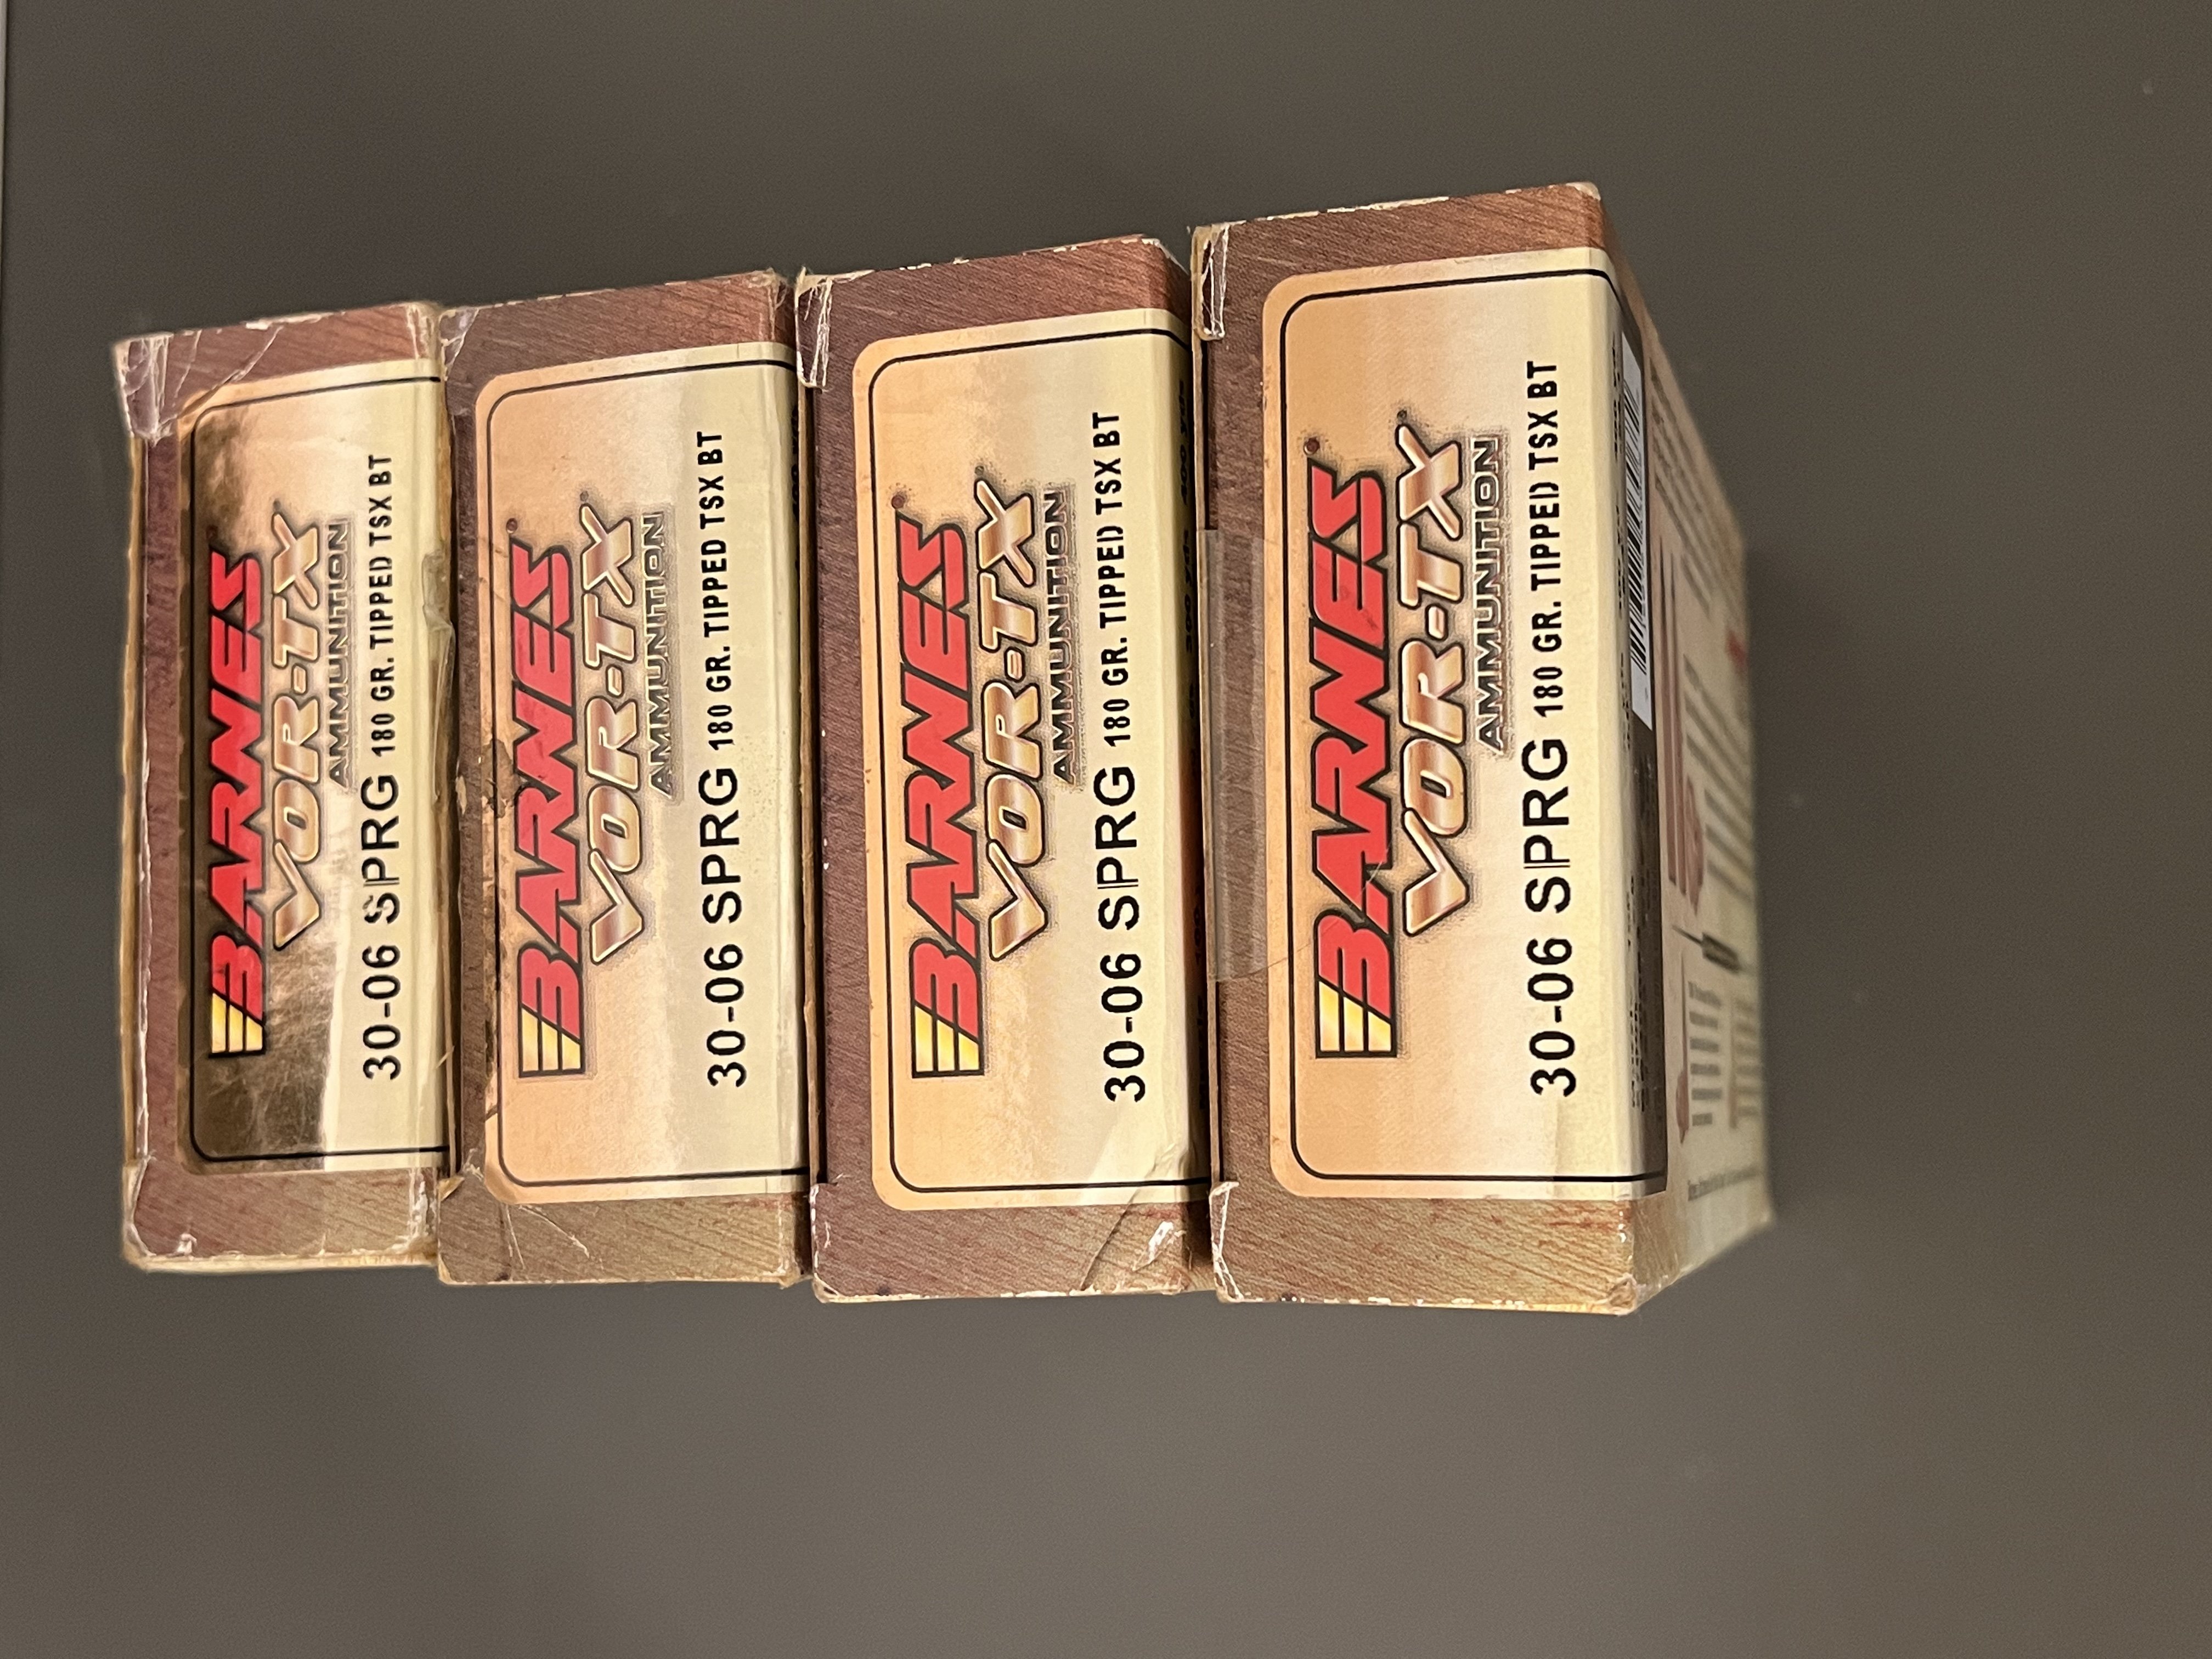 BARNES®
VOR-TX
AMMUNITION
30-06 SPRG 180 GR. TIPPED TSX BT
BARNES®
VOR-TX®
AMMUNITION
30-06 SPRG 180 GR. TIPPED TSX BT
BARNES®
VOR-TX®
AMMUNITION
30-06 SPRG 180 GR. TIPPED TSX BT
400 yds
BARNES®
VOR-TX®
AMMUNITION
30-06 SPRG 180 GR. TIPPED TSX BT